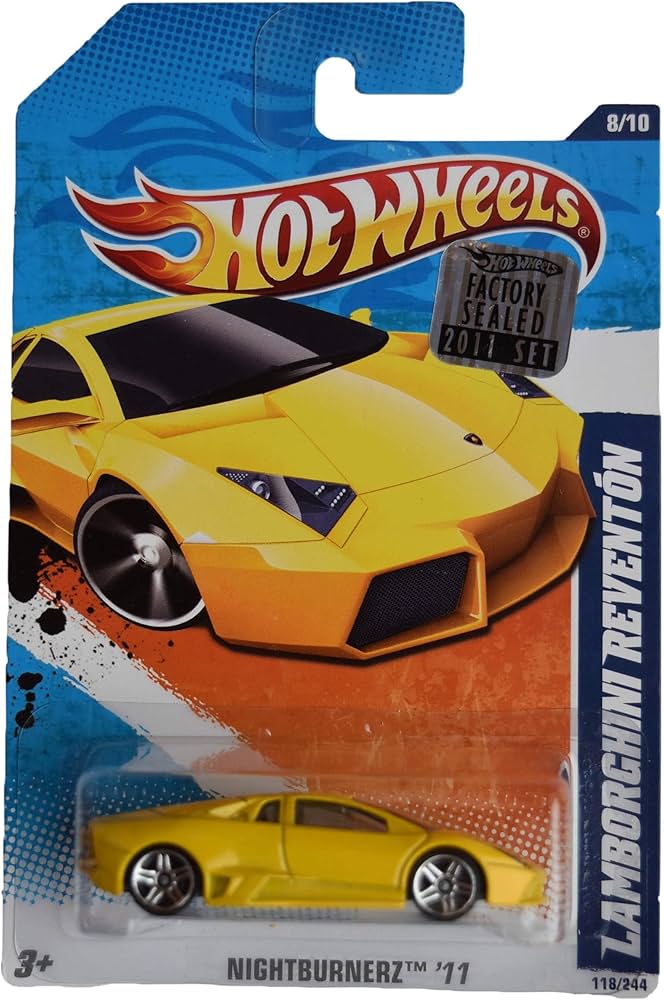 8/10
HOT WHEELS®
HOT WHEELS
FACTORY
SEALED
2011 SET
LAMBORGHINI REVENTÓN
3+
NIGHTBURNERZ™ '11
118/244